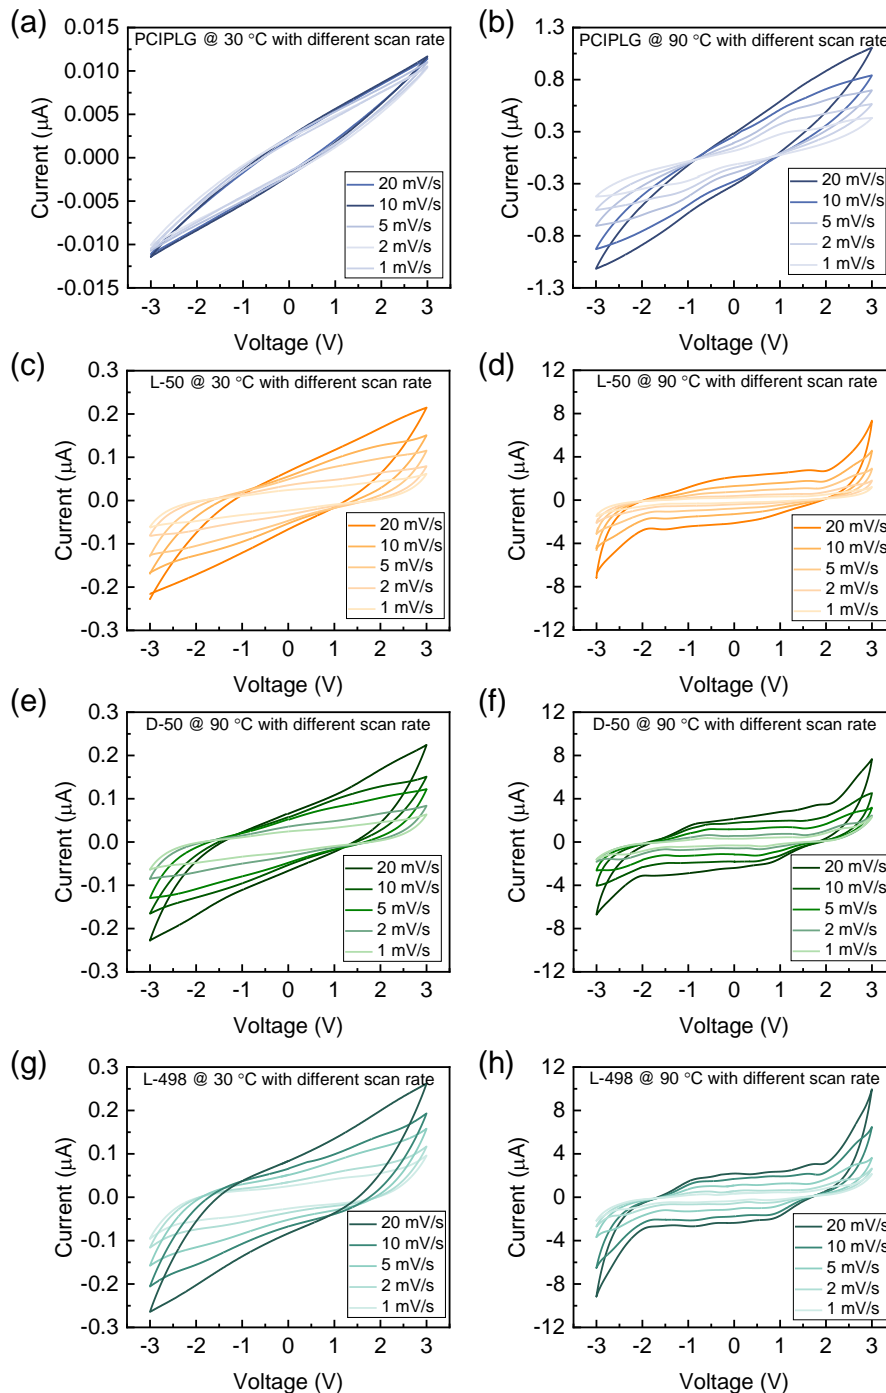 (a)
PCIPLG @ 30 °C with different scan rate
0.015
0.010
0.005
0.000
-0.005
-0.010
-0.015
Current (μA)
20 mV/s
10 mV/s
5 mV/s
2 mV/s
1 mV/s
-3 -2 -1 0 1 2 3
Voltage (V)
(b)
PCIPLG @ 90 °C with different scan rate
1.3
0.8
0.3
-0.3
-0.8
-1.3
Current (μA)
20 mV/s
10 mV/s
5 mV/s
2 mV/s
1 mV/s
-3 -2 -1 0 1 2 3
Voltage (V)
(c)
L-50 @ 30 °C with different scan rate
0.3
0.2
0.1
0.0
-0.1
-0.2
-0.3
Current (μA)
20 mV/s
10 mV/s
5 mV/s
2 mV/s
1 mV/s
-3 -2 -1 0 1 2 3
Voltage (V)
(d)
L-50 @ 90 °C with different scan rate
12
8
4
0
-4
-8
-12
Current (μA)
20 mV/s
10 mV/s
5 mV/s
2 mV/s
1 mV/s
-3 -2 -1 0 1 2 3
Voltage (V)
(e)
D-50 @ 90 °C with different scan rate
0.3
0.2
0.1
0.0
-0.1
-0.2
-0.3
Current (μA)
20 mV/s
10 mV/s
5 mV/s
2 mV/s
1 mV/s
-3 -2 -1 0 1 2 3
Voltage (V)
(f)
D-50 @ 90 °C with different scan rate
12
8
4
0
-4
-8
-12
Current (μA)
20 mV/s
10 mV/s
5 mV/s
2 mV/s
1 mV/s
-3 -2 -1 0 1 2 3
Voltage (V)
(g)
L-498 @ 30 °C with different scan rate
0.3
0.2
0.1
0.0
-0.1
-0.2
-0.3
Current (μA)
20 mV/s
10 mV/s
5 mV/s
2 mV/s
1 mV/s
-3 -2 -1 0 1 2 3
Voltage (V)
(h)
L-498 @ 90 °C with different scan rate
12
8
4
0
-4
-8
-12
Current (μA)
20 mV/s
10 mV/s
5 mV/s
2 mV/s
1 mV/s
-3 -2 -1 0 1 2 3
Voltage (V)